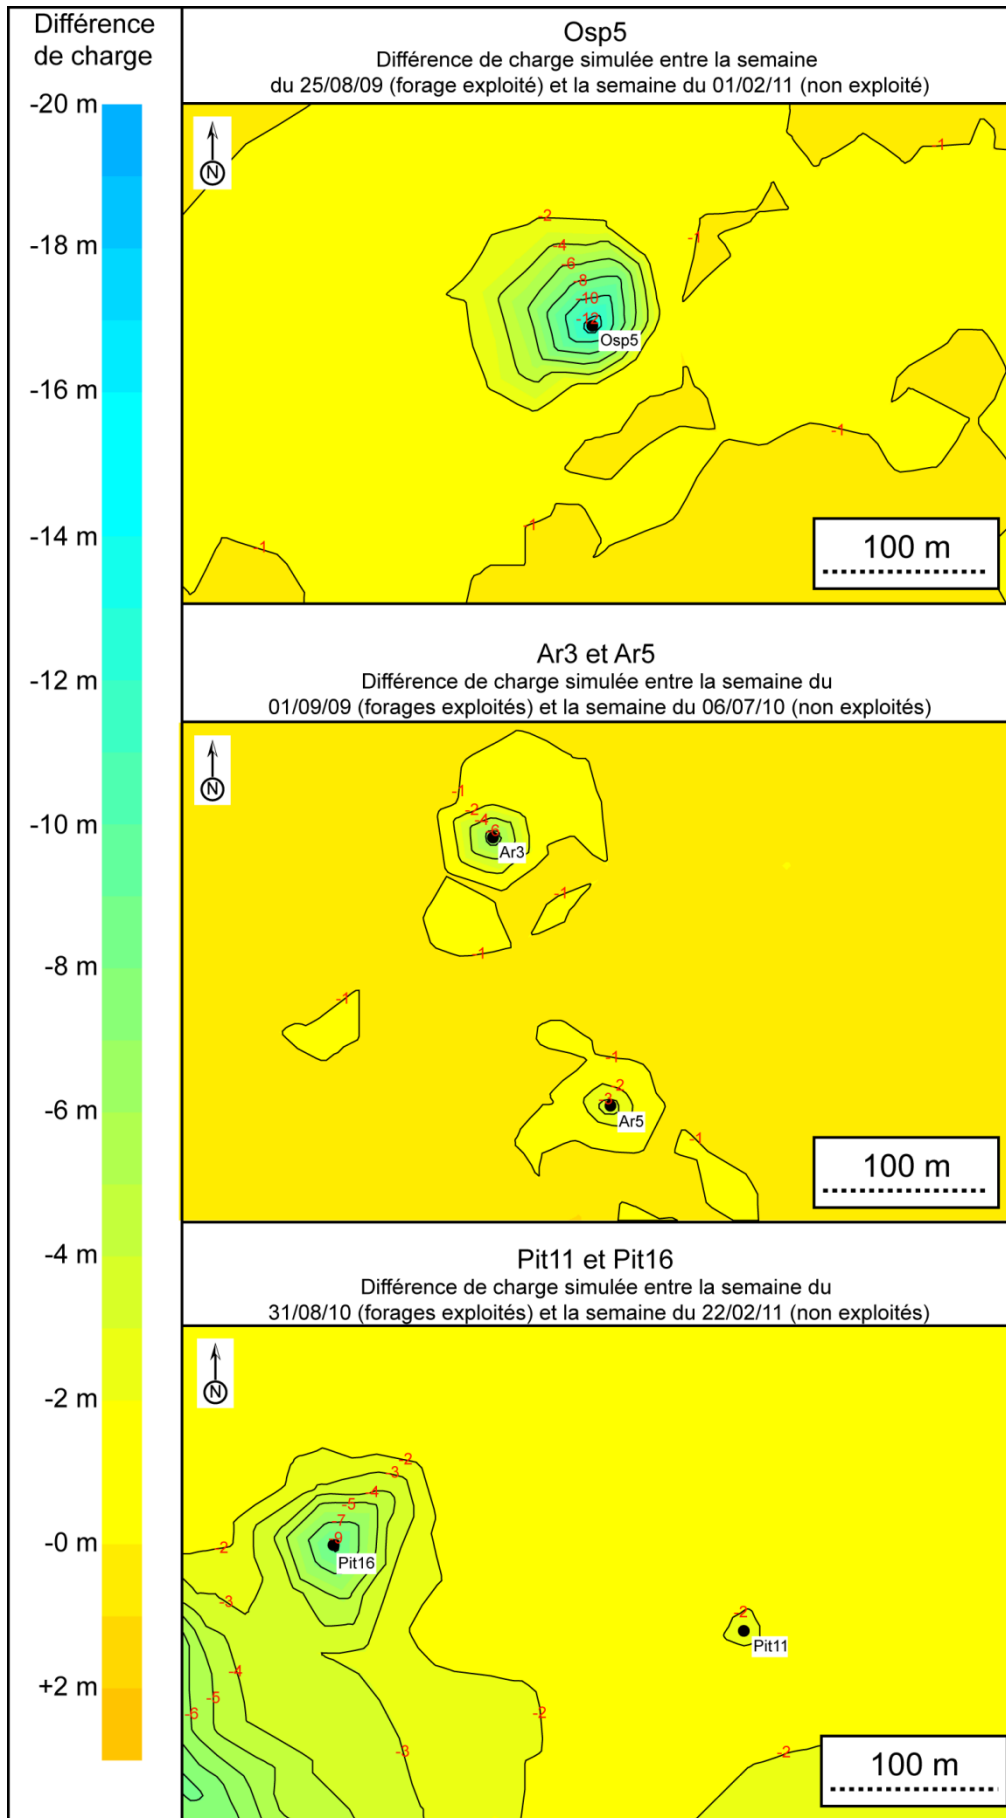 Différence
de charge
-20 m
-18 m
-16 m
-14 m
-12 m
-10 m
-8 m
-6 m
-4 m
-2 m
-0 m
+2 m
Osp5
Différence de charge simulée entre la semaine
du 25/08/09 (forage exploité) et la semaine du 01/02/11 (non exploité)
N
-1
-2
-1
-4
-6
-8
-10
-12
Osp5
-1
-1
-1
100 m
Ar3 et Ar5
Différence de charge simulée entre la semaine du
01/09/09 (forages exploités) et la semaine du 06/07/10 (non exploités)
N
-1
-2
-4
-6
Ar3
-1
-1
-1
-1
-2
-3
Ar5
-1
100 m
Pit11 et Pit16
Différence de charge simulée entre la semaine du
31/08/10 (forages exploités) et la semaine du 22/02/11 (non exploités)
N
-2
-3
-4
-5
7
9
2
Pit16
-3
-2
Pit11
-4
-5
-6
-2
-3
-2
100 m